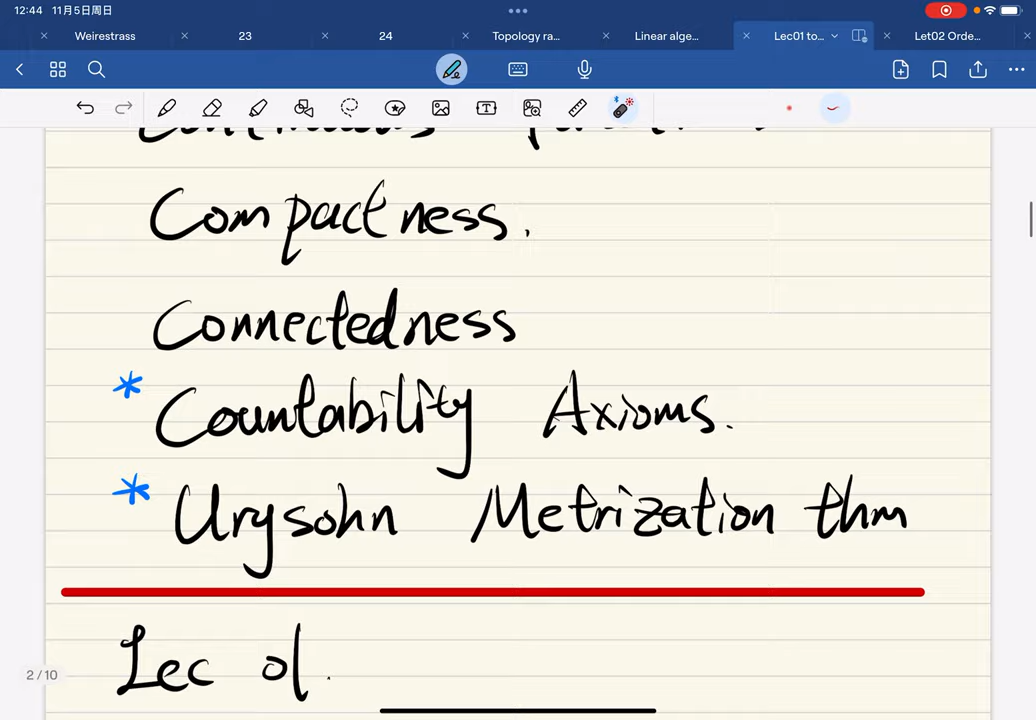 12:44 11月5日周日
Weirestrass
23
24
Topology ra...
Linear alge...
Lec01 to...
Let02 Orde...
Compactness.
Connectedness
* Countability Axioms.
* Urysohn Metrization thm
Lec 01.
2/10